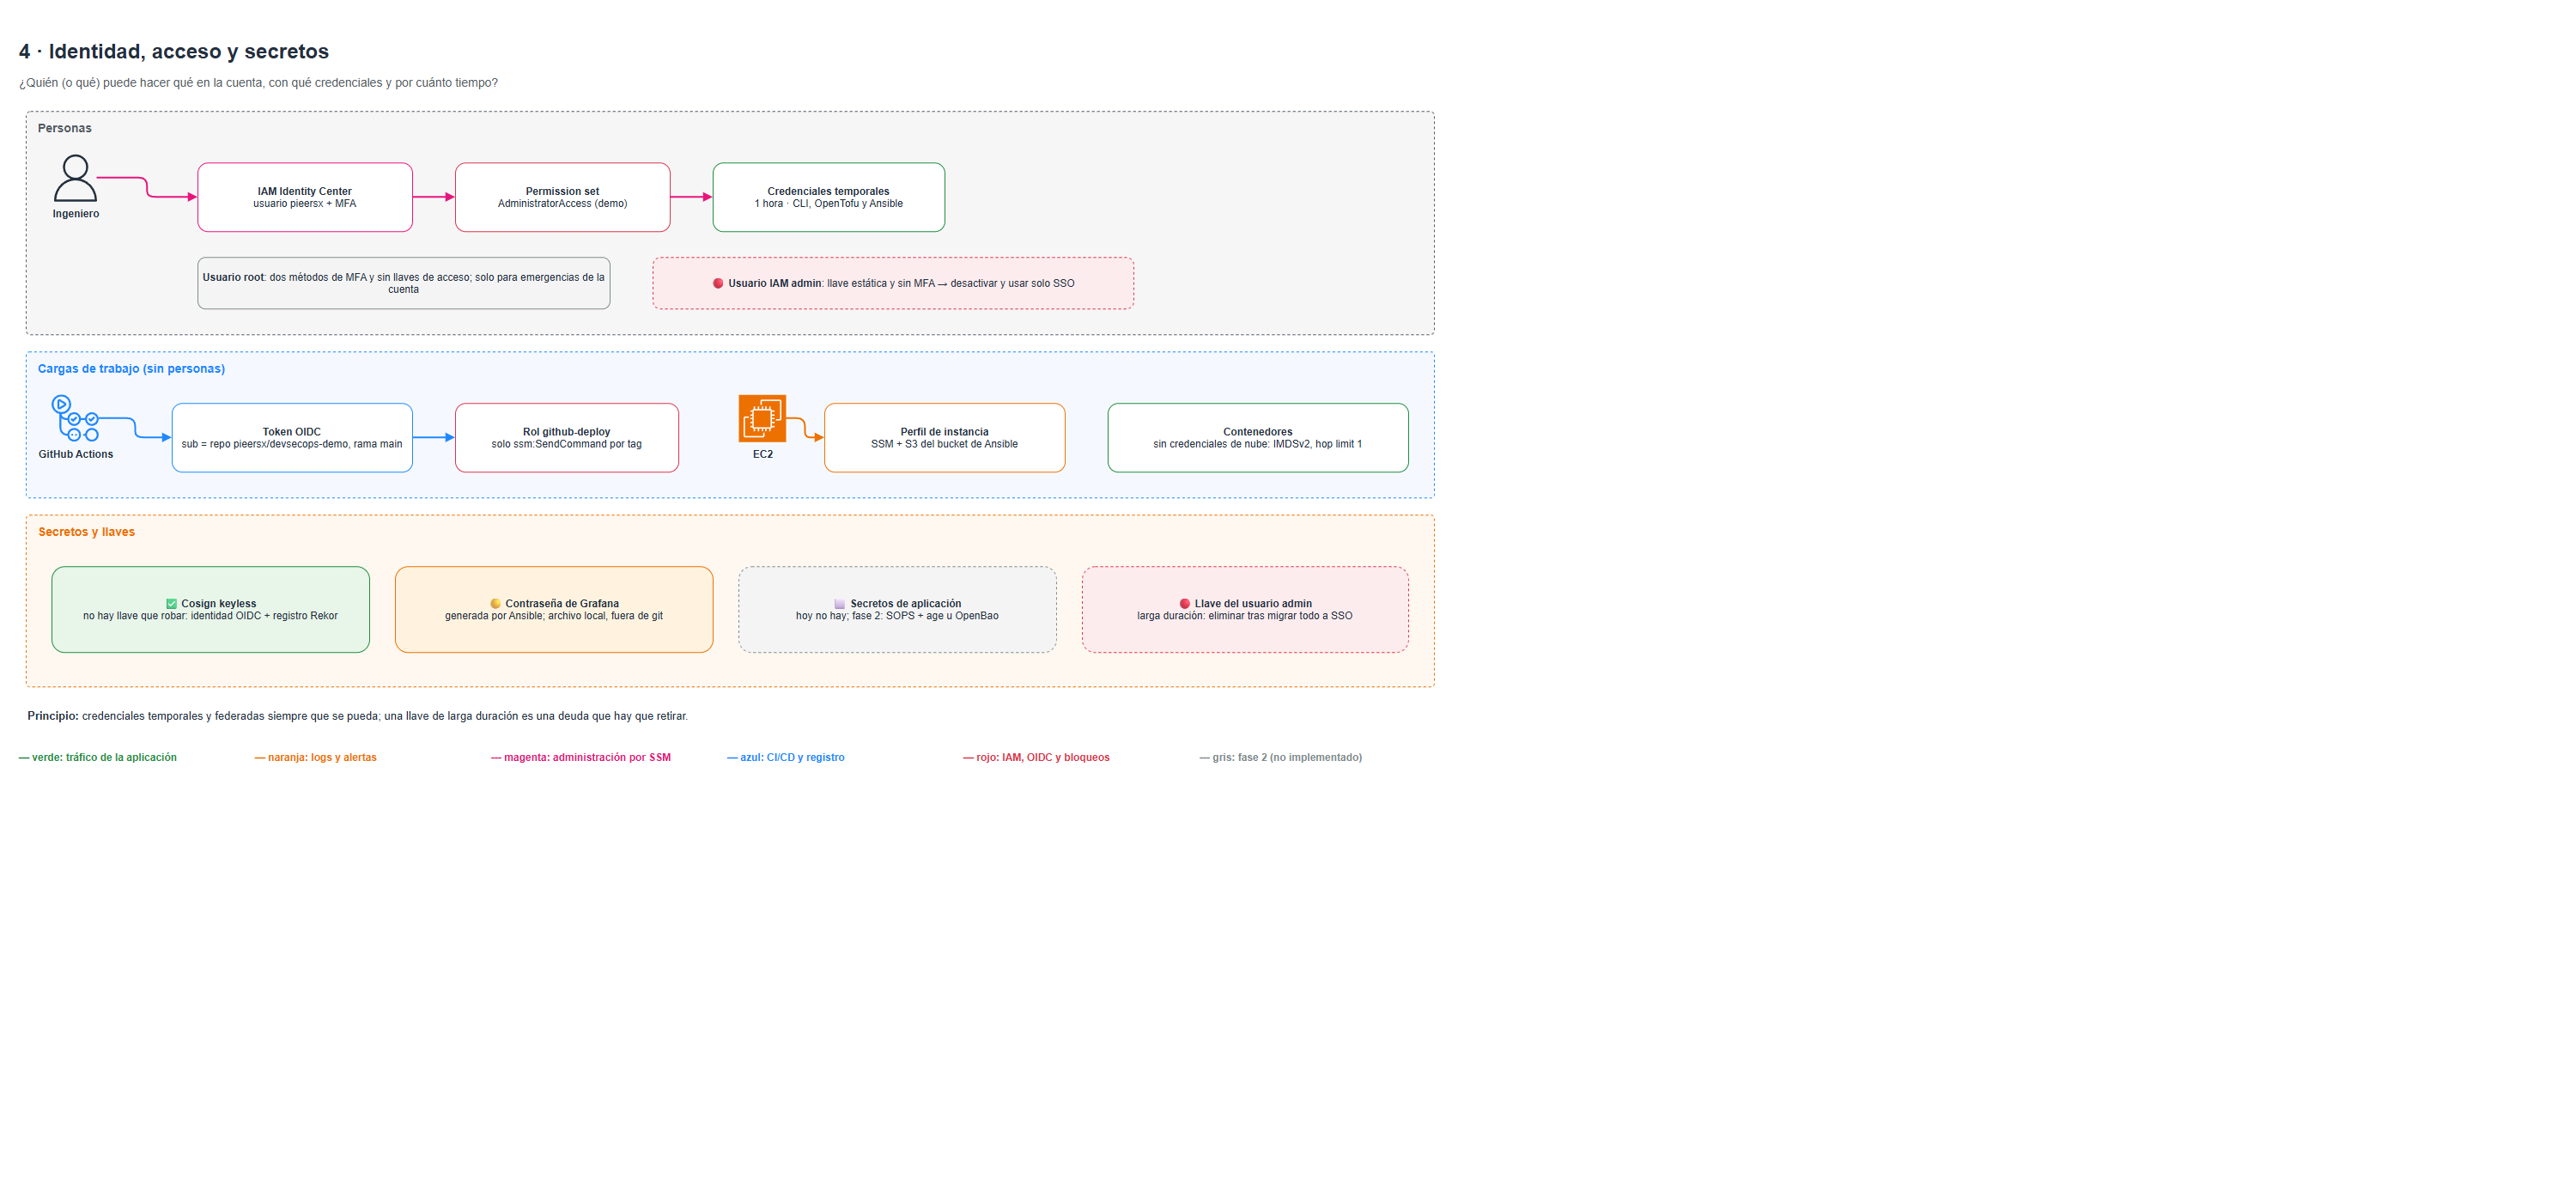 4 · Identidad, acceso y secretos
¿Quién (o qué) puede hacer qué en la cuenta, con qué credenciales y por cuánto tiempo?
Personas
Ingeniero
IAM Identity Center
usuario pieersx + MFA
Permission set
AdministratorAccess (demo)
Credenciales temporales
1 hora · CLI, OpenTofu y Ansible
Usuario root: dos métodos de MFA y sin llaves de acceso; solo para emergencias de la
cuenta
Usuario IAM admin: llave estática y sin MFA → desactivar y usar solo SSO
Cargas de trabajo (sin personas)
GitHub Actions
Token OIDC
sub = repo pieersx/devsecops-demo, rama main
Rol github-deploy
solo ssm:SendCommand por tag
EC2
Perfil de instancia
SSM + S3 del bucket de Ansible
Contenedores
sin credenciales de nube: IMDSv2, hop limit 1
Secretos y llaves
✅ Cosign keyless
no hay llave que robar: identidad OIDC + registro Rekor
Contraseña de Grafana
generada por Ansible; archivo local, fuera de git
Secretos de aplicación
hoy no hay; fase 2: SOPS + age u OpenBao
Llave del usuario admin
larga duración: eliminar tras migrar todo a SSO
Principio: credenciales temporales y federadas siempre que se pueda; una llave de larga duración es una deuda que hay que retirar.
— verde: tráfico de la aplicación
— naranja: logs y alertas
— magenta: administración por SSM
— azul: CI/CD y registro
— rojo: IAM, OIDC y bloqueos
— gris: fase 2 (no implementado)